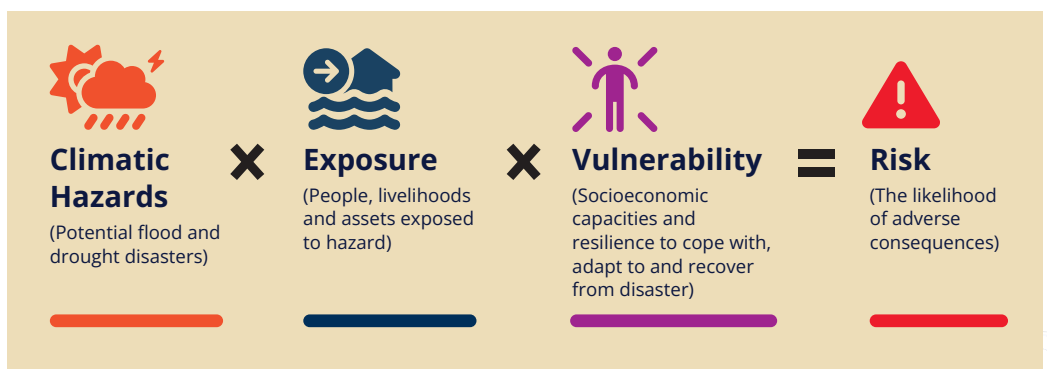 Climatic
Hazards
(Potential flood and
drought disasters)
×
Exposure
(People, livelihoods
and assets exposed
to hazard)
×
Vulnerability
(Socioeconomic
capacities and
resilience to cope with,
adapt to and recover
from disaster)
=
Risk
(The likelihood
of adverse
consequences)